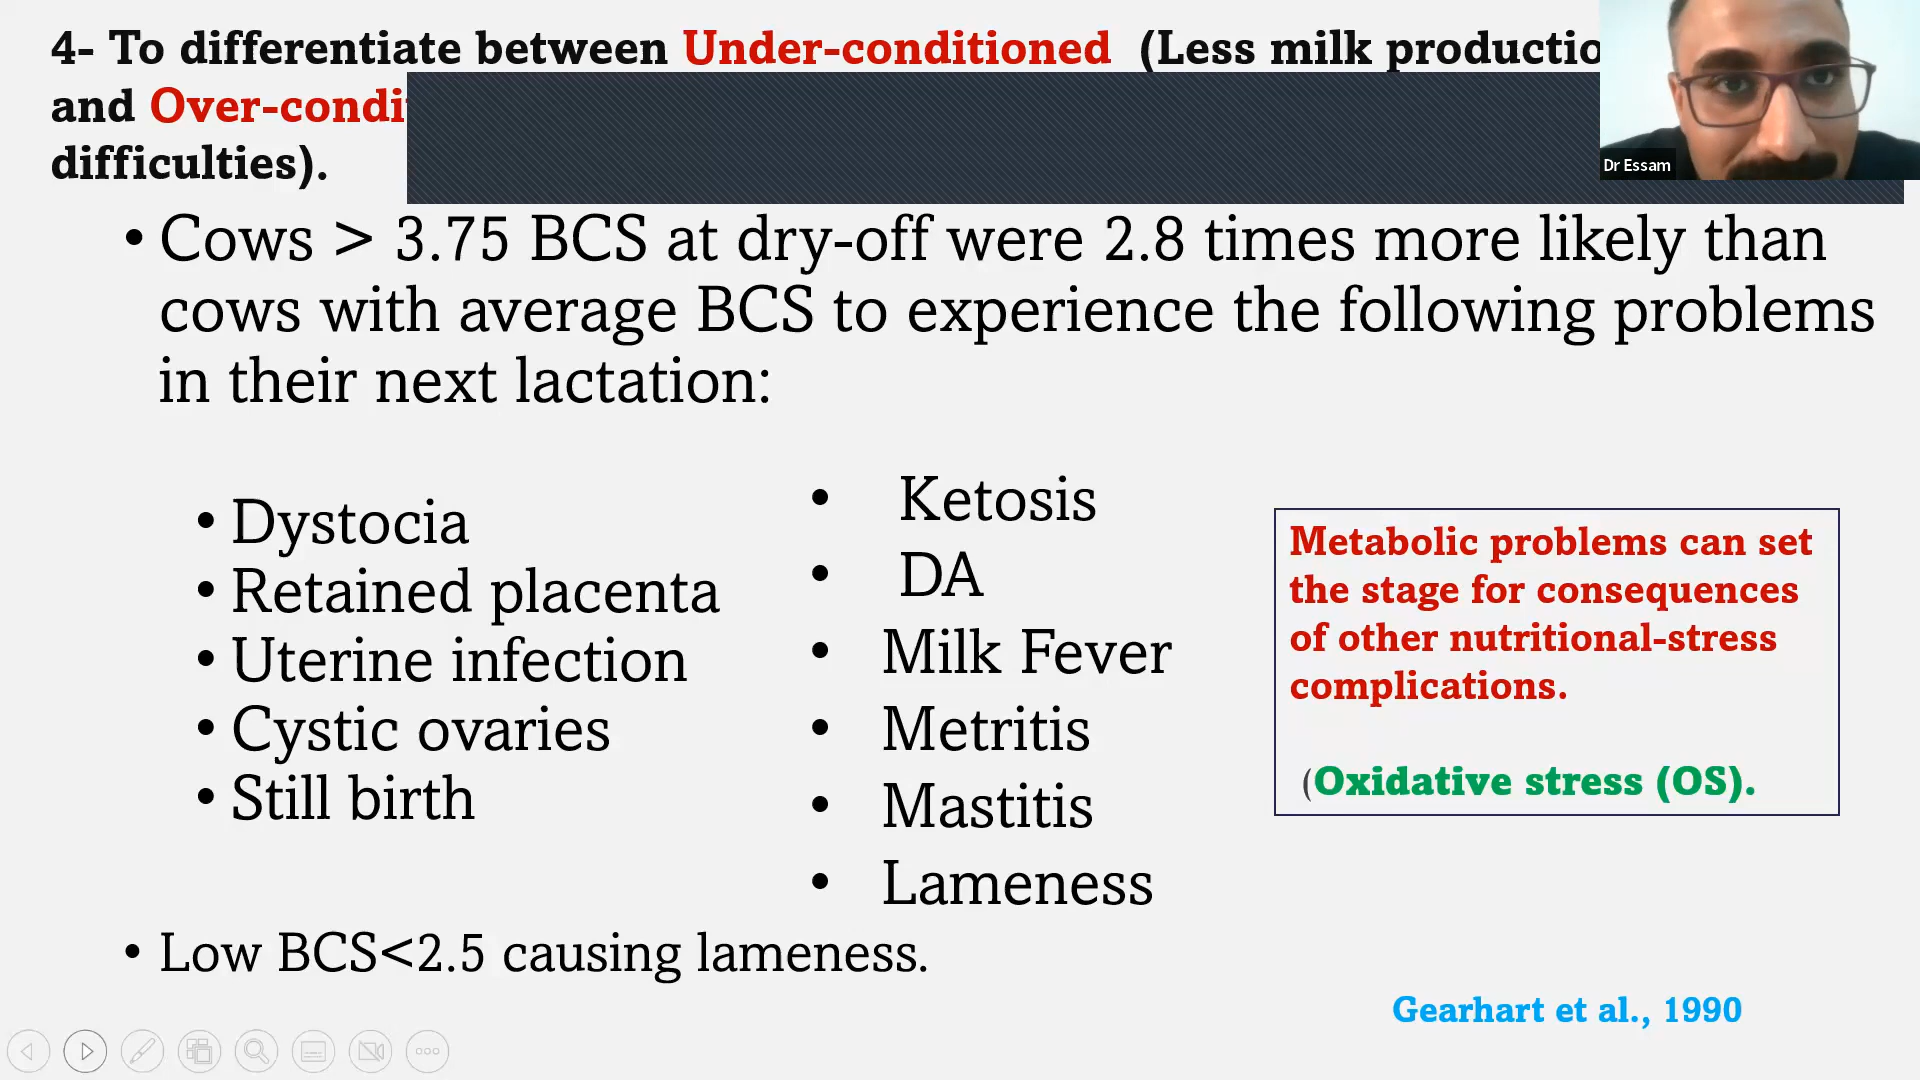 4- To differentiate between Under-conditioned (Less milk productio
and Over-condi
difficulties).
• Cows > 3.75 BCS at dry-off were 2.8 times more likely than
cows with average BCS to experience the following problems
in their next lactation:
• Dystocia
• Retained placenta
• Uterine infection
• Cystic ovaries
• Still birth
• Ketosis
• DA
• Milk Fever
• Metritis
• Mastitis
• Lameness
Metabolic problems can set
the stage for consequences
of other nutritional-stress
complications.
(Oxidative stress (OS).
• Low BCS<2.5 causing lameness.
Gearhart et al., 1990
Dr Essam